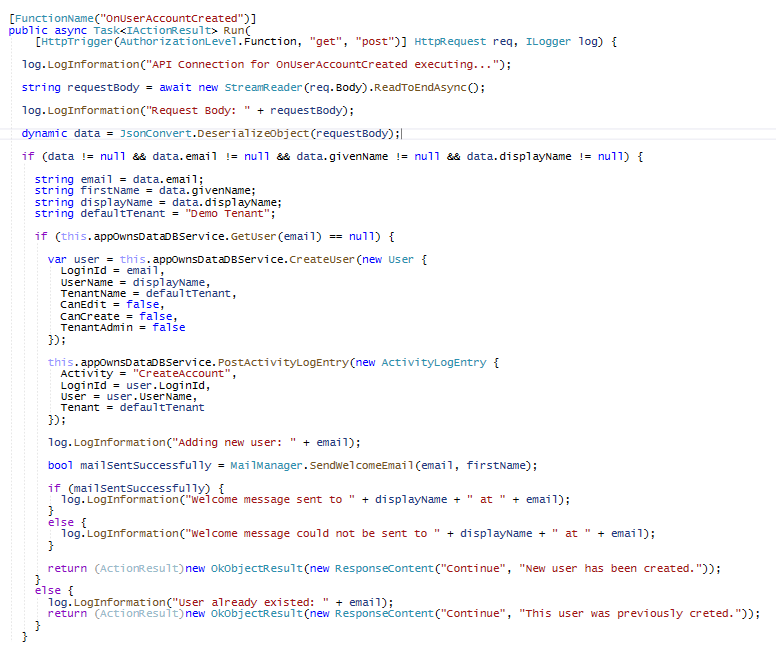 [FunctionName("OnUserAccountCreated")]
public async Task<IActionResult> Run(
[HttpTrigger(AuthorizationLevel.Function, "get", "post")] HttpRequest req, ILogger log) {
log.LogInformation("API Connection for OnUserAccountCreated executing...");
string requestBody = await new StreamReader(req.Body).ReadToEndAsync();
log.LogInformation("Request Body: " + requestBody);
dynamic data = JsonConvert.DeserializeObject(requestBody);
if (data != null && data.email != null && data.givenName != null && data.displayName != null) {
string email = data.email;
string firstName = data.givenName;
string displayName = data.displayName;
string defaultTenant = "Demo Tenant";
if (this.appOwnsDataDBService.GetUser(email) == null) {
var user = this.appOwnsDataDBService.CreateUser(new User {
LoginId = email,
UserName = displayName,
TenantName = defaultTenant,
CanEdit = false,
CanCreate = false,
TenantAdmin = false
});
this.appOwnsDataDBService.PostActivityLogEntry(new ActivityLogEntry {
Activity = "CreateAccount",
LoginId = user.LoginId,
User = user.UserName,
Tenant = defaultTenant
});
log.LogInformation("Adding new user: " + email);
bool mailSentSuccessfully = MailManager.SendWelcomeEmail(email, firstName);
if (mailSentSuccessfully) {
log.LogInformation("Welcome message sent to " + displayName + " at " + email);
}
else {
log.LogInformation("Welcome message could not be sent to " + displayName + " at " + email);
}
return (ActionResult)new OkObjectResult(new ResponseContent("Continue", "New user has been created."));
}
else {
log.LogInformation("User already existed: " + email);
return (ActionResult)new OkObjectResult(new ResponseContent("Continue", "This user was previously creted."));
}
}